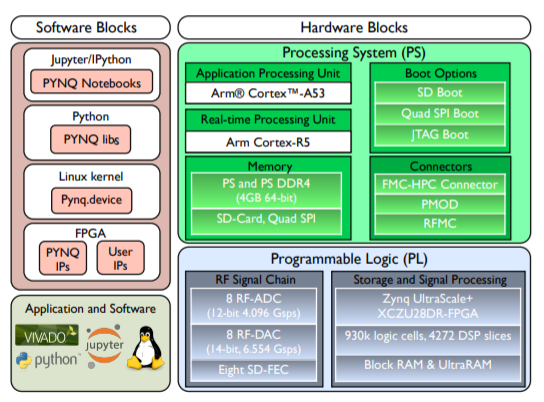 Software Blocks
Jupyter/IPython
PYNQ Notebooks
Python
PYNQ libs
Linux kernel
Pynq.device
FPGA
PYNQ
IPs
User
IPs
Application and Software
VIVADO
python™
jupyter
Hardware Blocks
Processing System (PS)
Application Processing Unit
Arm® Cortex™-A53
Real-time Processing Unit
Arm Cortex-R5
Memory
PS and PS DDR4
(4GB 64-bit)
SD-Card, Quad SPI
Boot Options
SD Boot
Quad SPI Boot
JTAG Boot
Connectors
FMC-HPC Connector
PMOD
RFMC
Programmable Logic (PL)
RF Signal Chain
8 RF-ADC
(12-bit 4.096 Gsps)
8 RF-DAC
(14-bit, 6.554 Gsps)
Eight SD-FEC
Storage and Signal Processing
Zynq UltraScale+
XCZU28DR-FPGA
930k logic cells, 4272 DSP slices
Block RAM & UltraRAM